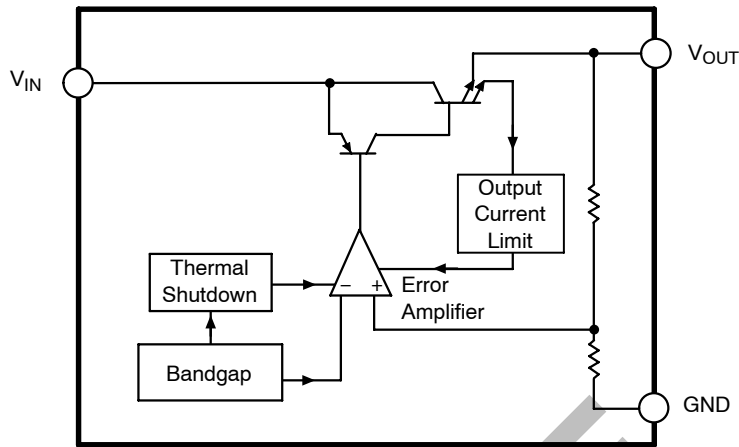 V_IN
V_OUT
Output
Current
Limit
Thermal
Shutdown
− +
Error
Amplifier
Bandgap
GND